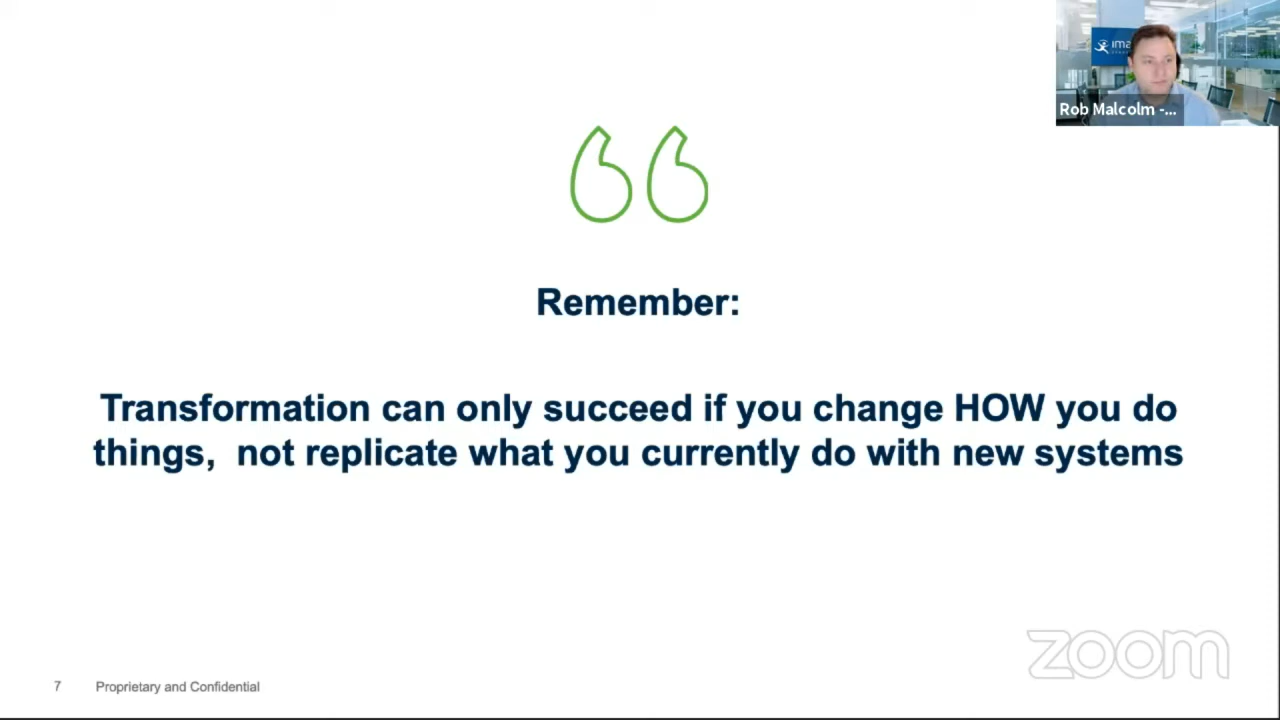 ima
Rob Malcolm -...
Remember:
Transformation can only succeed if you change HOW you do
things,  not replicate what you currently do with new systems
zoom
7 Proprietary and Confidential